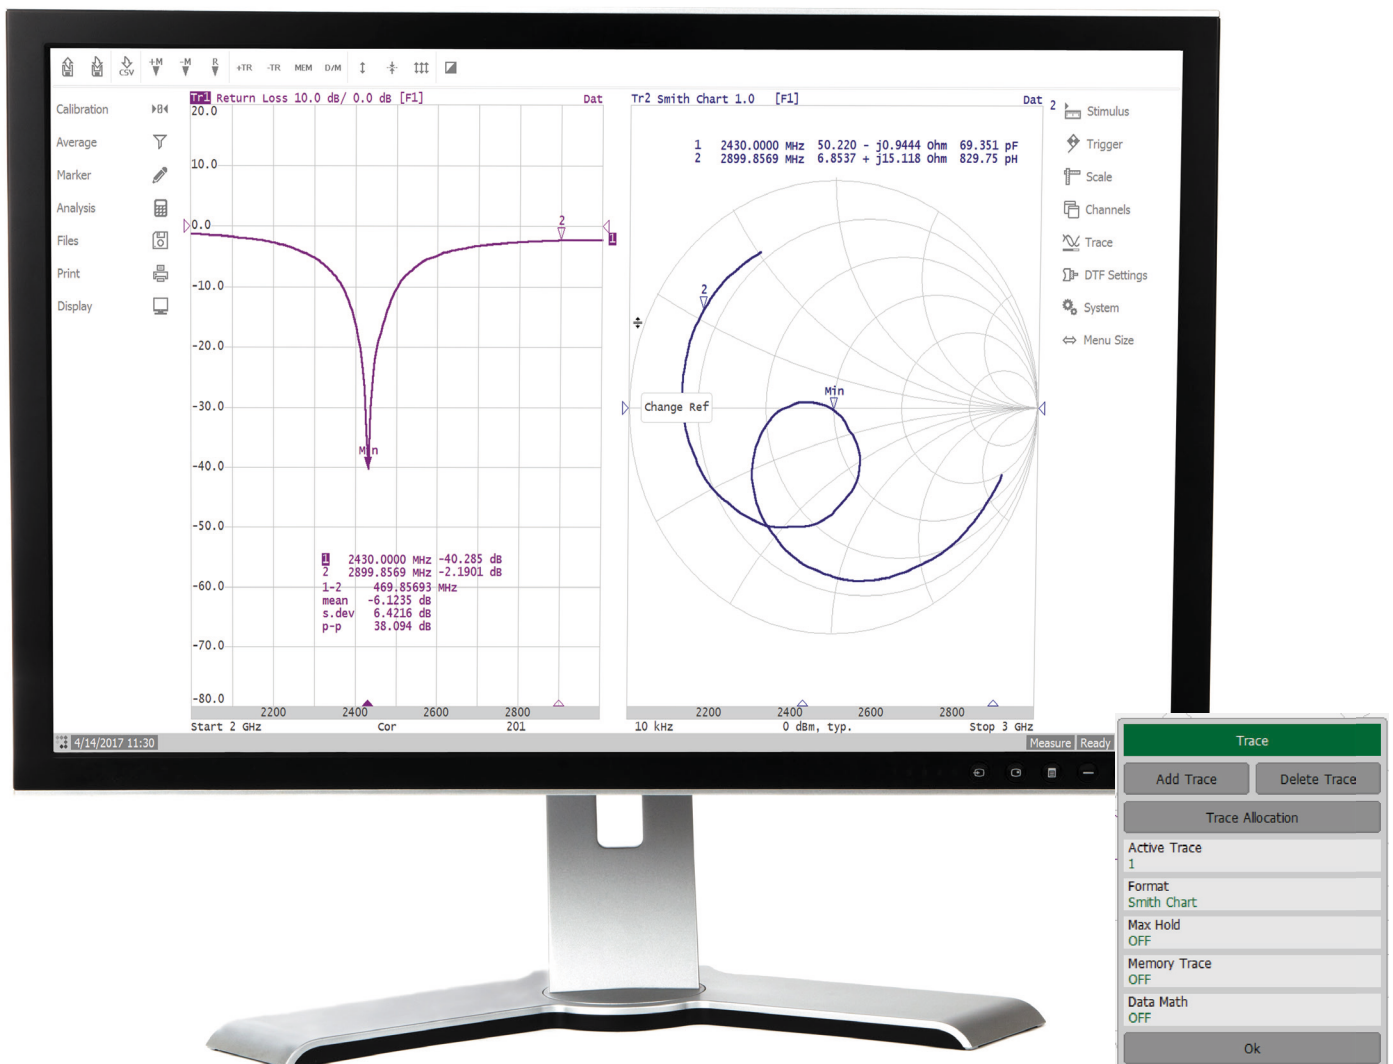 CSV
+M
-M
R
+TR
-TR
MEM
D/M
Calibration
Average
Marker
Analysis
Files
Print
Display
Tr1 Return Loss 10.0 dB/ 0.0 dB [F1] Dat
20.0
10.0
0.0
-10.0
-20.0
-30.0
-40.0
-50.0
-60.0
-70.0
-80.0
2
1
Min
1 2430.0000 MHz -40.285 dB
2 2899.8569 MHz -2.1901 dB
1-2 469.85693 MHz
mean -6.1235 dB
s.dev 6.4216 dB
p-p 38.094 dB
2200 2400 2600 2800
Start 2 GHz Cor 201
Tr2 Smith Chart 1.0 [F1] Dat 2
1 2430.0000 MHz 50.220 - j0.9444 Ohm 69.351 pF
2 2899.8569 MHz 6.8537 + j15.118 Ohm 829.75 pH
2
Min
Change Ref
2200 2400 2600 2800
10 kHz 0 dBm, typ. Stop 3 GHz
Stimulus
Trigger
Scale
Channels
Trace
DTF Settings
System
Menu Size
4/14/2017 11:30
Measure Ready
Trace
Add Trace Delete Trace
Trace Allocation
Active Trace
1
Format
Smith Chart
Max Hold
OFF
Memory Trace
OFF
Data Math
OFF
Ok